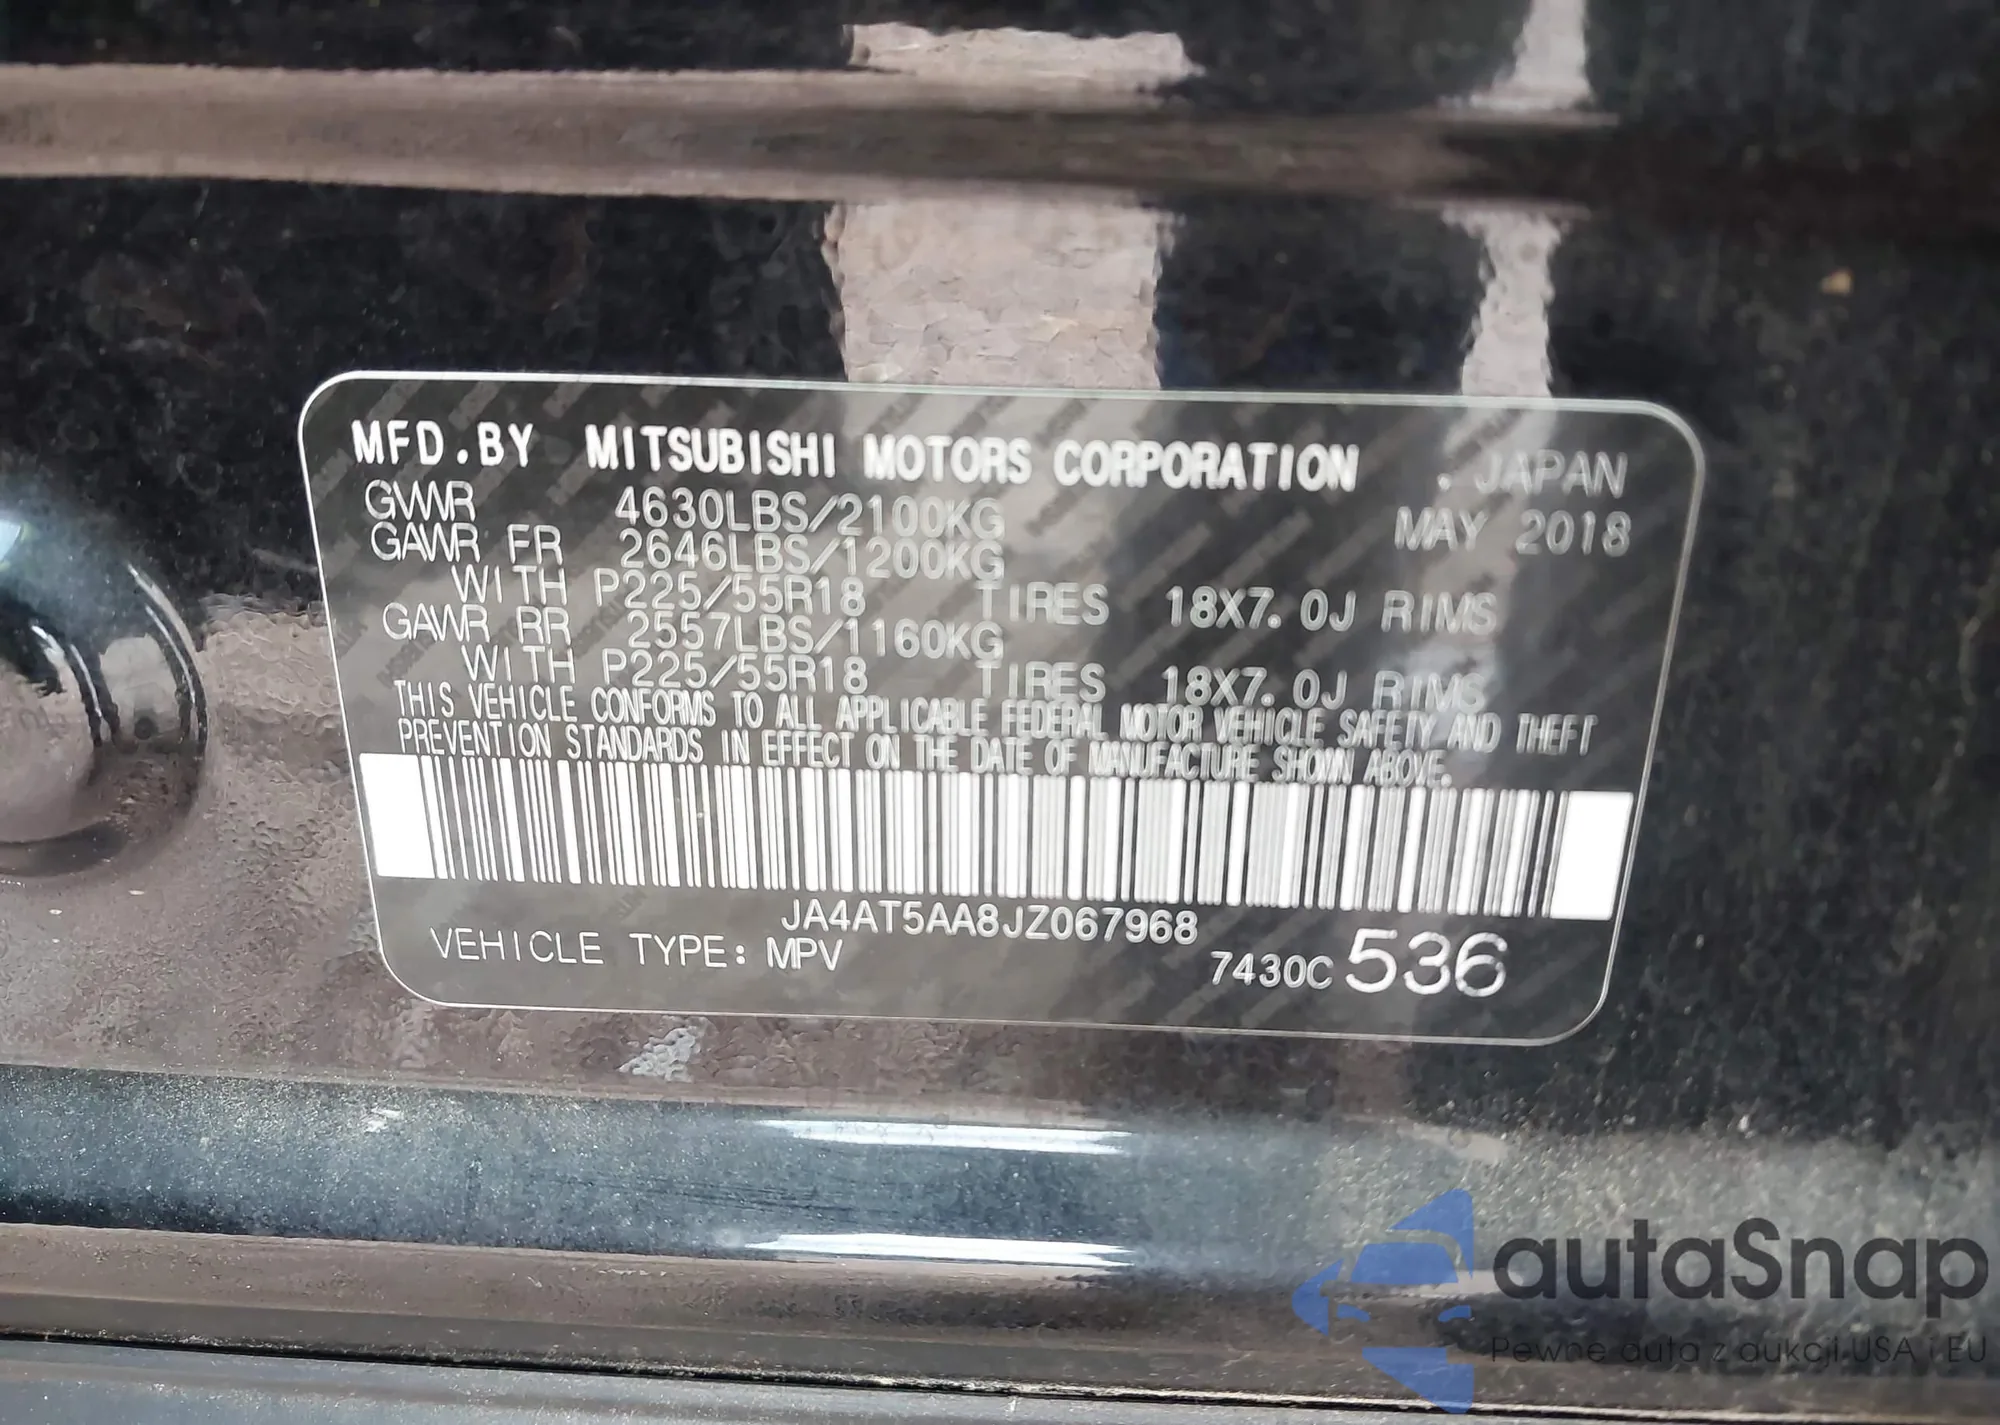 MFD.BY MITSUBISHI MOTORS CORPORATION . JAPAN
GVWR 4630LBS/2100KG MAY 2018
GAWR FR 2646LBS/1200KG
WITH P225/55R18 TIRES 18X7.0J RIMS
GAWR RR 2557LBS/1160KG
WITH P225/55R18 TIRES 18X7.0J RIMS
THIS VEHICLE CONFORMS TO ALL APPLICABLE FEDERAL MOTOR VEHICLE SAFETY AND THEFT
PREVENTION STANDARDS IN EFFECT ON THE DATE OF MANUFACTURE SHOWN ABOVE.
JA4AT5AA8JZ067968
VEHICLE TYPE: MPV 7430C 536
autaSnap
Pewne auta z aukcji USA i EU